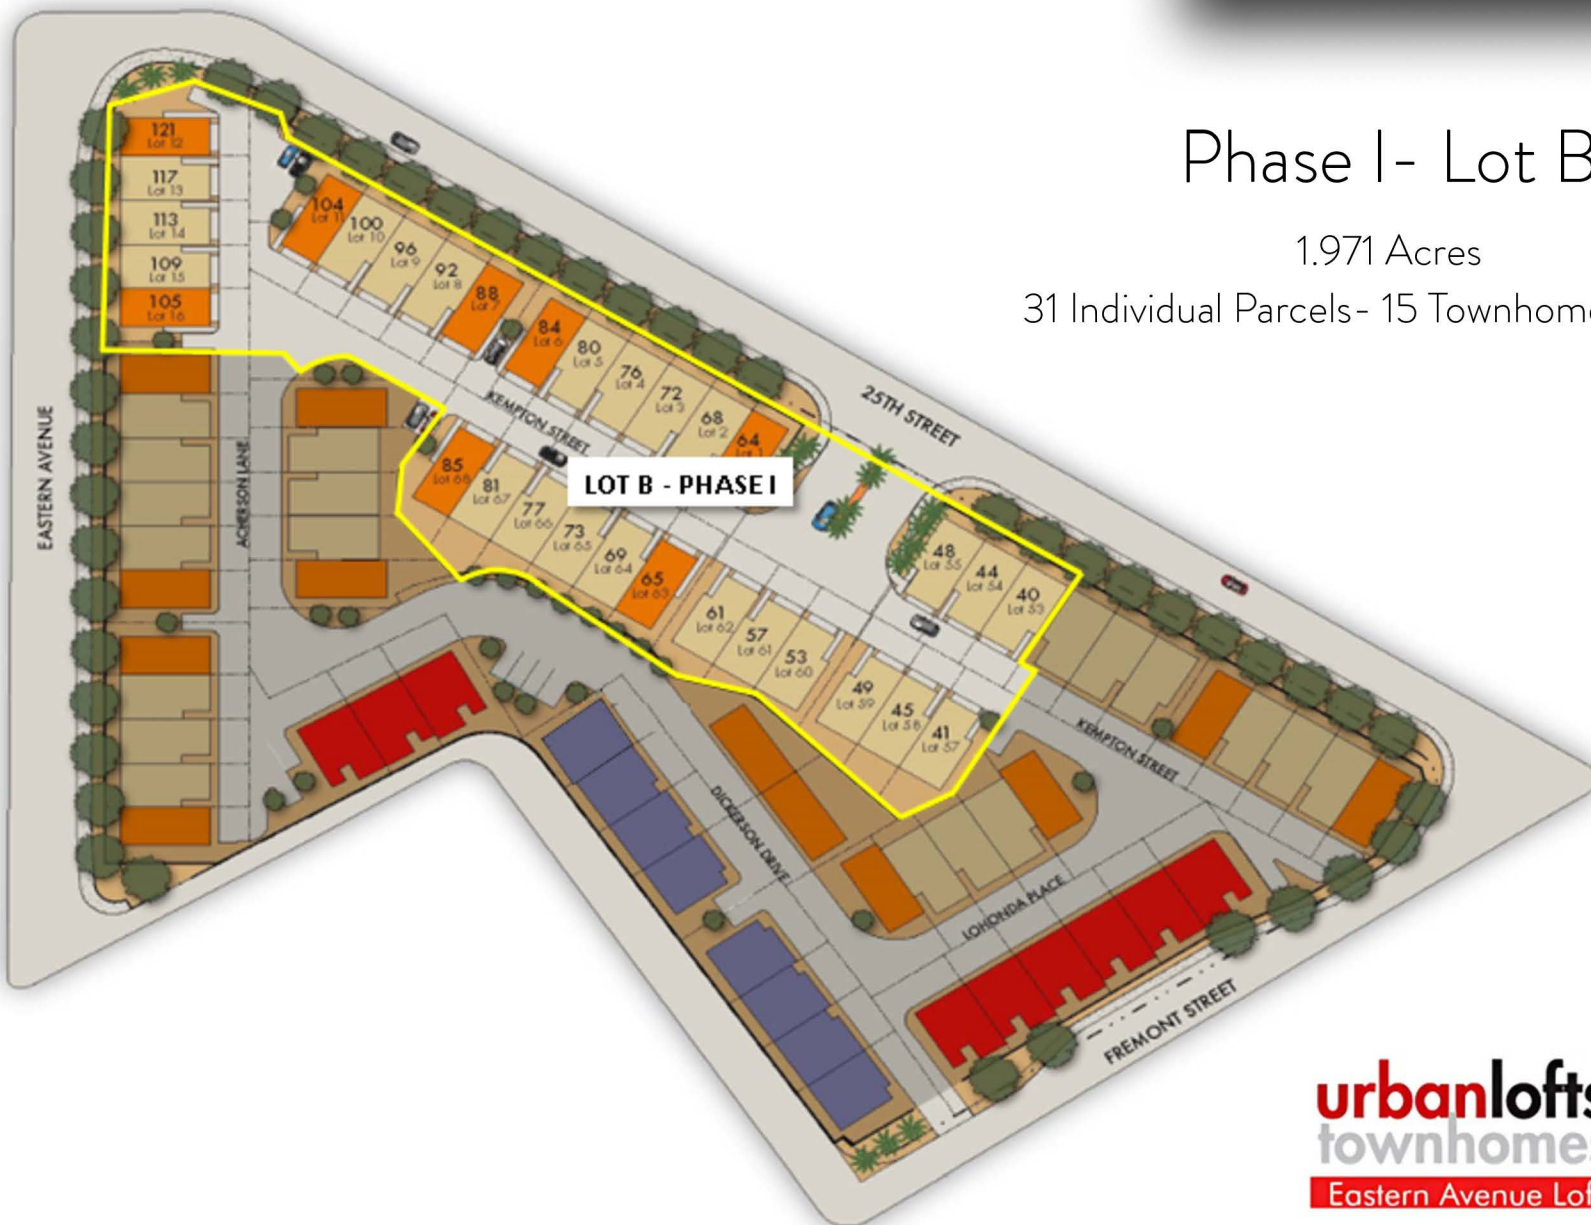 Phase I- Lot B
1.971 Acres
31 Individual Parcels- 15 Townhome
121
Lot 12
117
Lot 13
113
Lot 14
109
Lot 15
105
Lot 16
104
Lot 11
100
Lot 10
96
Lot 9
92
Lot 8
88
Lot 7
84
Lot 6
80
Lot 5
76
Lot 4
72
Lot 3
68
Lot 2
64
Lot 1
25TH STREET
KEMPTON STREET
LOT B - PHASE I
EASTERN AVENUE
ACHERSON LANE
85
Lot 68
81
Lot 67
77
Lot 66
73
Lot 65
69
Lot 64
65
Lot 63
61
Lot 62
57
Lot 61
53
Lot 60
49
Lot 59
45
Lot 58
41
Lot 57
48
Lot 55
44
Lot 54
40
Lot 53
KEMPTON STREET
DICKERSON DRIVE
LOHONDA PLACE
FREMONT STREET
urbanlofts
townhome
Eastern Avenue Lof